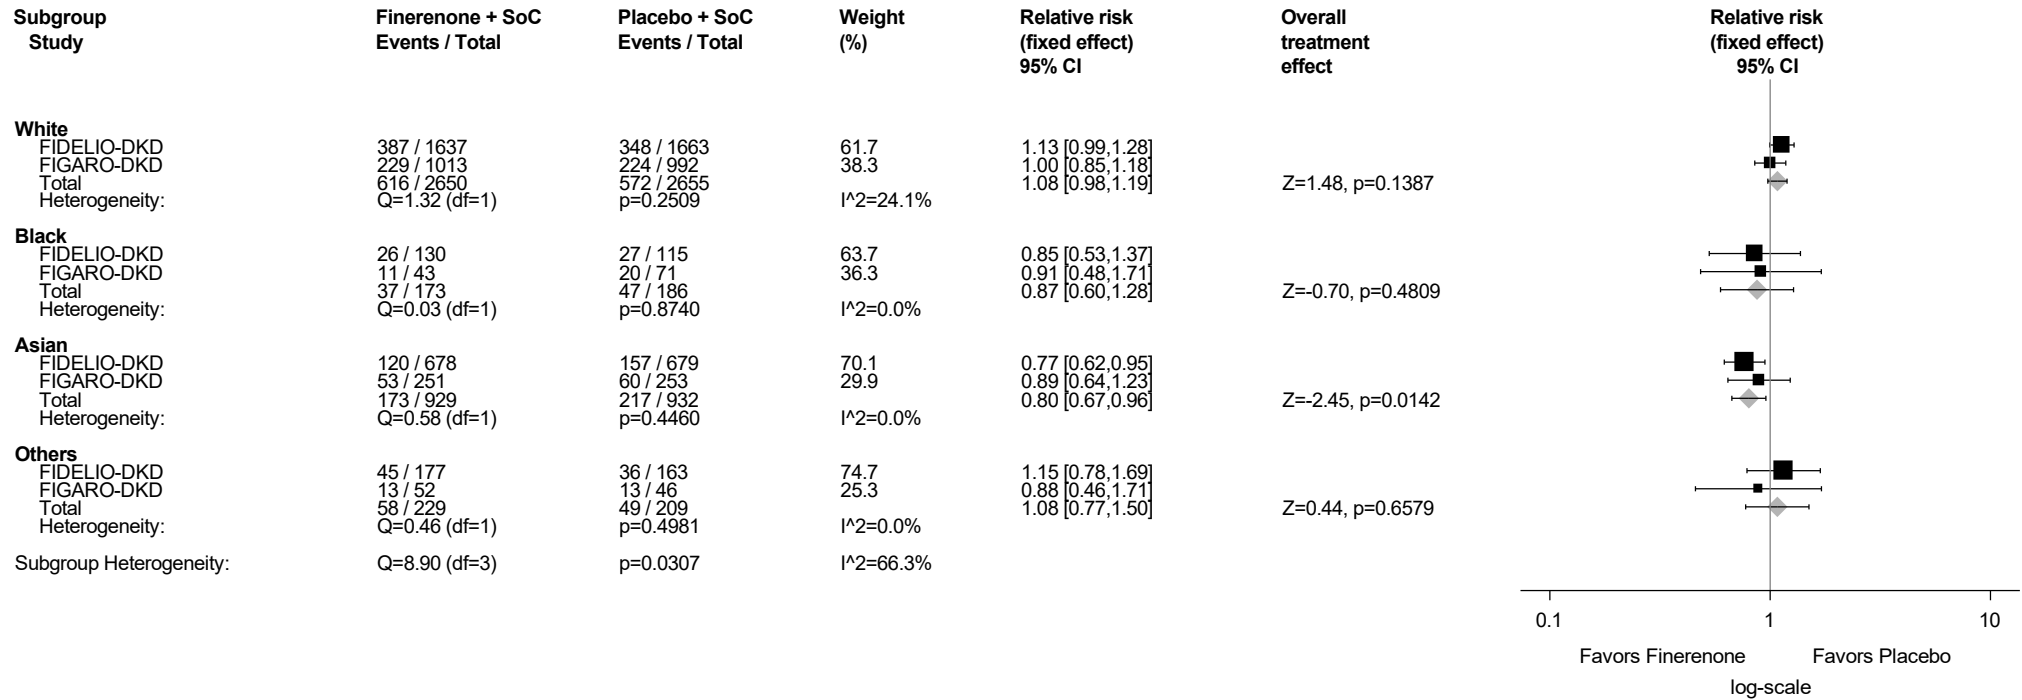 Subgroup Finerenone + SoC Placebo + SoC Weight Relative risk Overall Relative risk
Study Events / Total Events / Total (%) (fixed effect) treatment (fixed effect)
95% CI effect 95% CI
White
FIDELIO-DKD 387 / 1637 348 / 1663 61.7 1.13 [0.99,1.28]
FIGARO-DKD 229 / 1013 224 / 992 38.3 1.00 [0.85,1.18]
Total 616 / 2650 572 / 2655 1.08 [0.98,1.19] Z=1.48, p=0.1387
Heterogeneity: Q=1.32 (df=1) p=0.2509 I^2=24.1%
Black
FIDELIO-DKD 26 / 130 27 / 115 63.7 0.85 [0.53,1.37]
FIGARO-DKD 11 / 43 20 / 71 36.3 0.91 [0.48,1.71]
Total 37 / 173 47 / 186 0.87 [0.60,1.28] Z=-0.70, p=0.4809
Heterogeneity: Q=0.03 (df=1) p=0.8740 I^2=0.0%
Asian
FIDELIO-DKD 120 / 678 157 / 679 70.1 0.77 [0.62,0.95]
FIGARO-DKD 53 / 251 60 / 253 29.9 0.89 [0.64,1.23]
Total 173 / 929 217 / 932 0.80 [0.67,0.96] Z=-2.45, p=0.0142
Heterogeneity: Q=0.58 (df=1) p=0.4460 I^2=0.0%
Others
FIDELIO-DKD 45 / 177 36 / 163 74.7 1.15 [0.78,1.69]
FIGARO-DKD 13 / 52 13 / 46 25.3 0.88 [0.46,1.71]
Total 58 / 229 49 / 209 1.08 [0.77,1.50] Z=0.44, p=0.6579
Heterogeneity: Q=0.46 (df=1) p=0.4981 I^2=0.0%
Subgroup Heterogeneity: Q=8.90 (df=3) p=0.0307 I^2=66.3%
0.1 1 10
Favors Finerenone Favors Placebo
log-scale